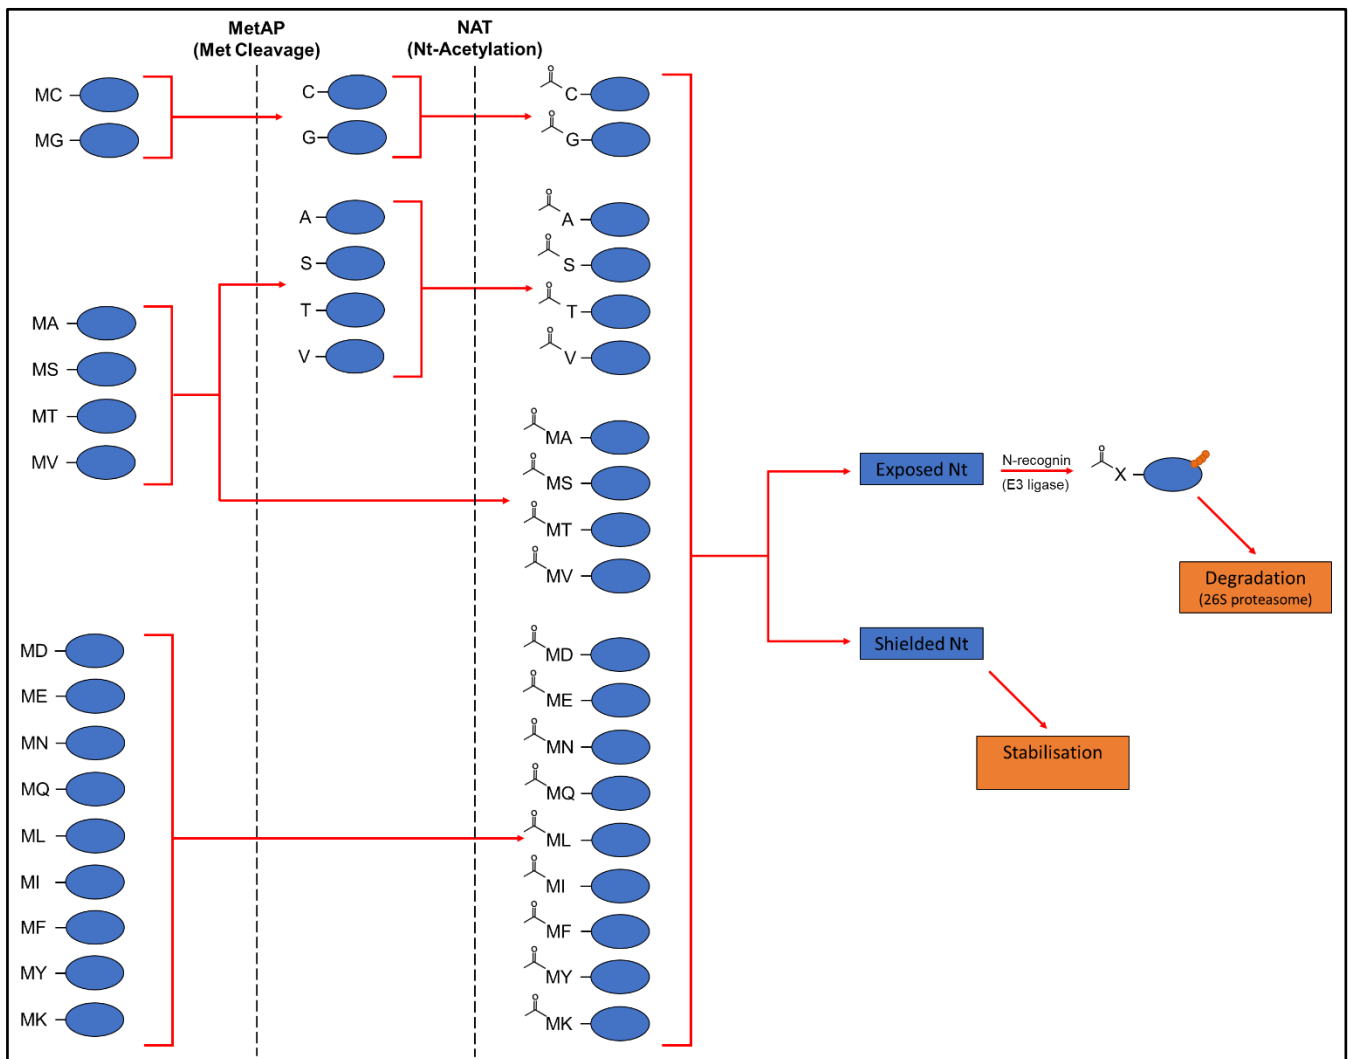 MetAP
(Met Cleavage)
NAT
(Nt-Acetylation)
MC
MG
C
G
O
C
O
G
A
S
T
V
O
A
O
S
O
T
O
V
MA
MS
MT
MV
O
MA
O
MS
O
MT
O
MV
MD
ME
MN
MQ
ML
MI
MF
MY
MK
O
MD
O
ME
O
MN
O
MQ
O
ML
O
MI
O
MF
O
MY
O
MK
Exposed Nt
N-recognin
(E3 ligase)
O
X
Degradation
(26S proteasome)
Shielded Nt
Stabilisation